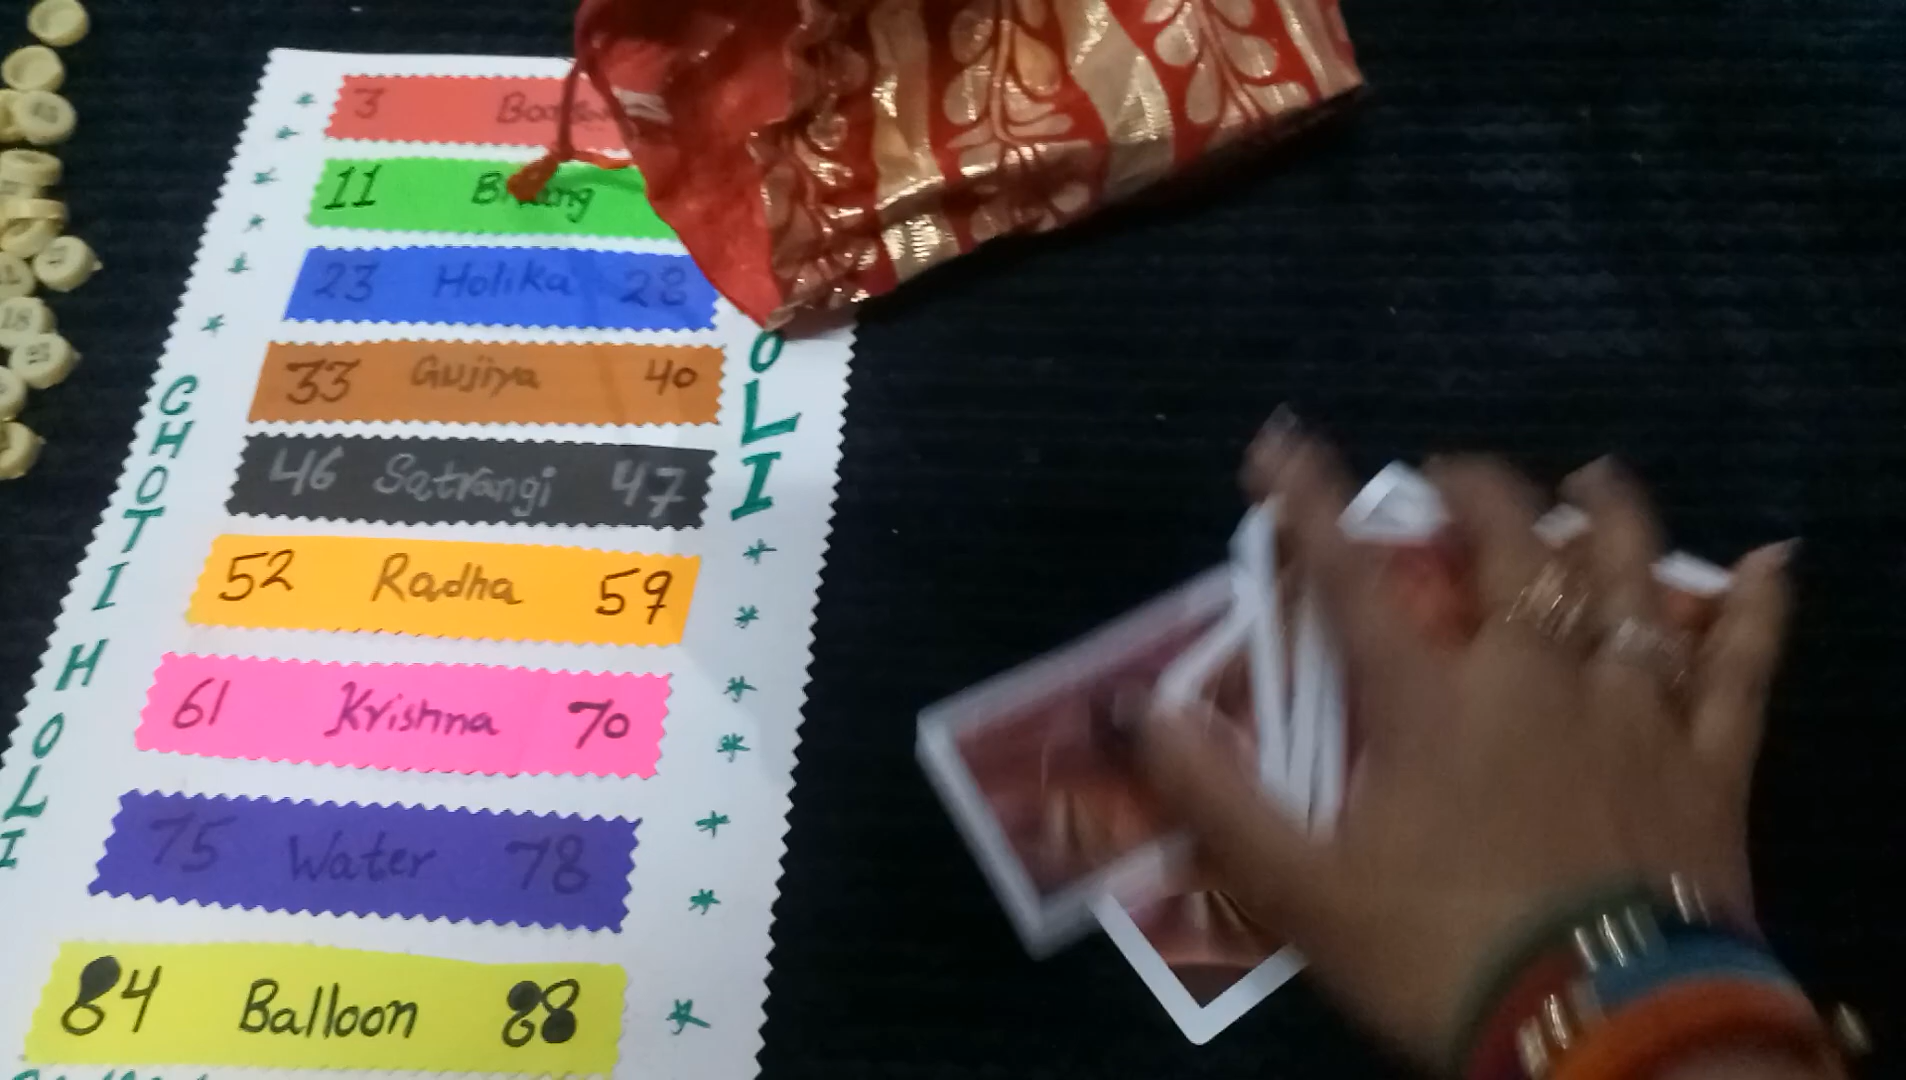 3
11
23 Holika 28
33 Gujiya 40
46 Satrangi 47
52 Radha 59
61 Krishna 70
75 Water 78
84 Balloon 88
CHOTI HOLI
OLI
18